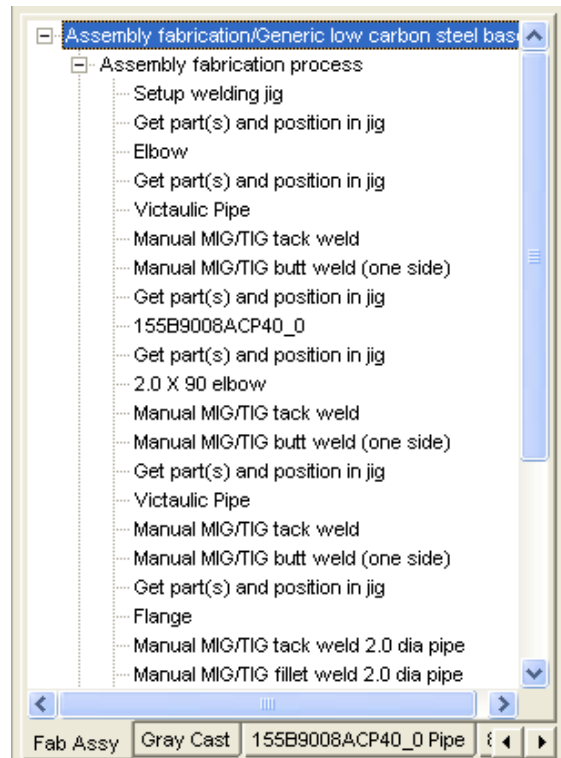 Assembly fabrication/Generic low carbon steel bas
Assembly fabrication process
Setup welding jig
Get part(s) and position in jig
Elbow
Get part(s) and position in jig
Victaulic Pipe
Manual MIG/TIG tack weld
Manual MIG/TIG butt weld (one side)
Get part(s) and position in jig
155B9008ACP40_0
Get part(s) and position in jig
2.0 X 90 elbow
Manual MIG/TIG tack weld
Manual MIG/TIG butt weld (one side)
Get part(s) and position in jig
Victaulic Pipe
Manual MIG/TIG tack weld
Manual MIG/TIG butt weld (one side)
Get part(s) and position in jig
Flange
Manual MIG/TIG tack weld 2.0 dia pipe
Manual MIG/TIG fillet weld 2.0 dia pipe
Fab Assy Gray Cast 155B9008ACP40_0 Pipe